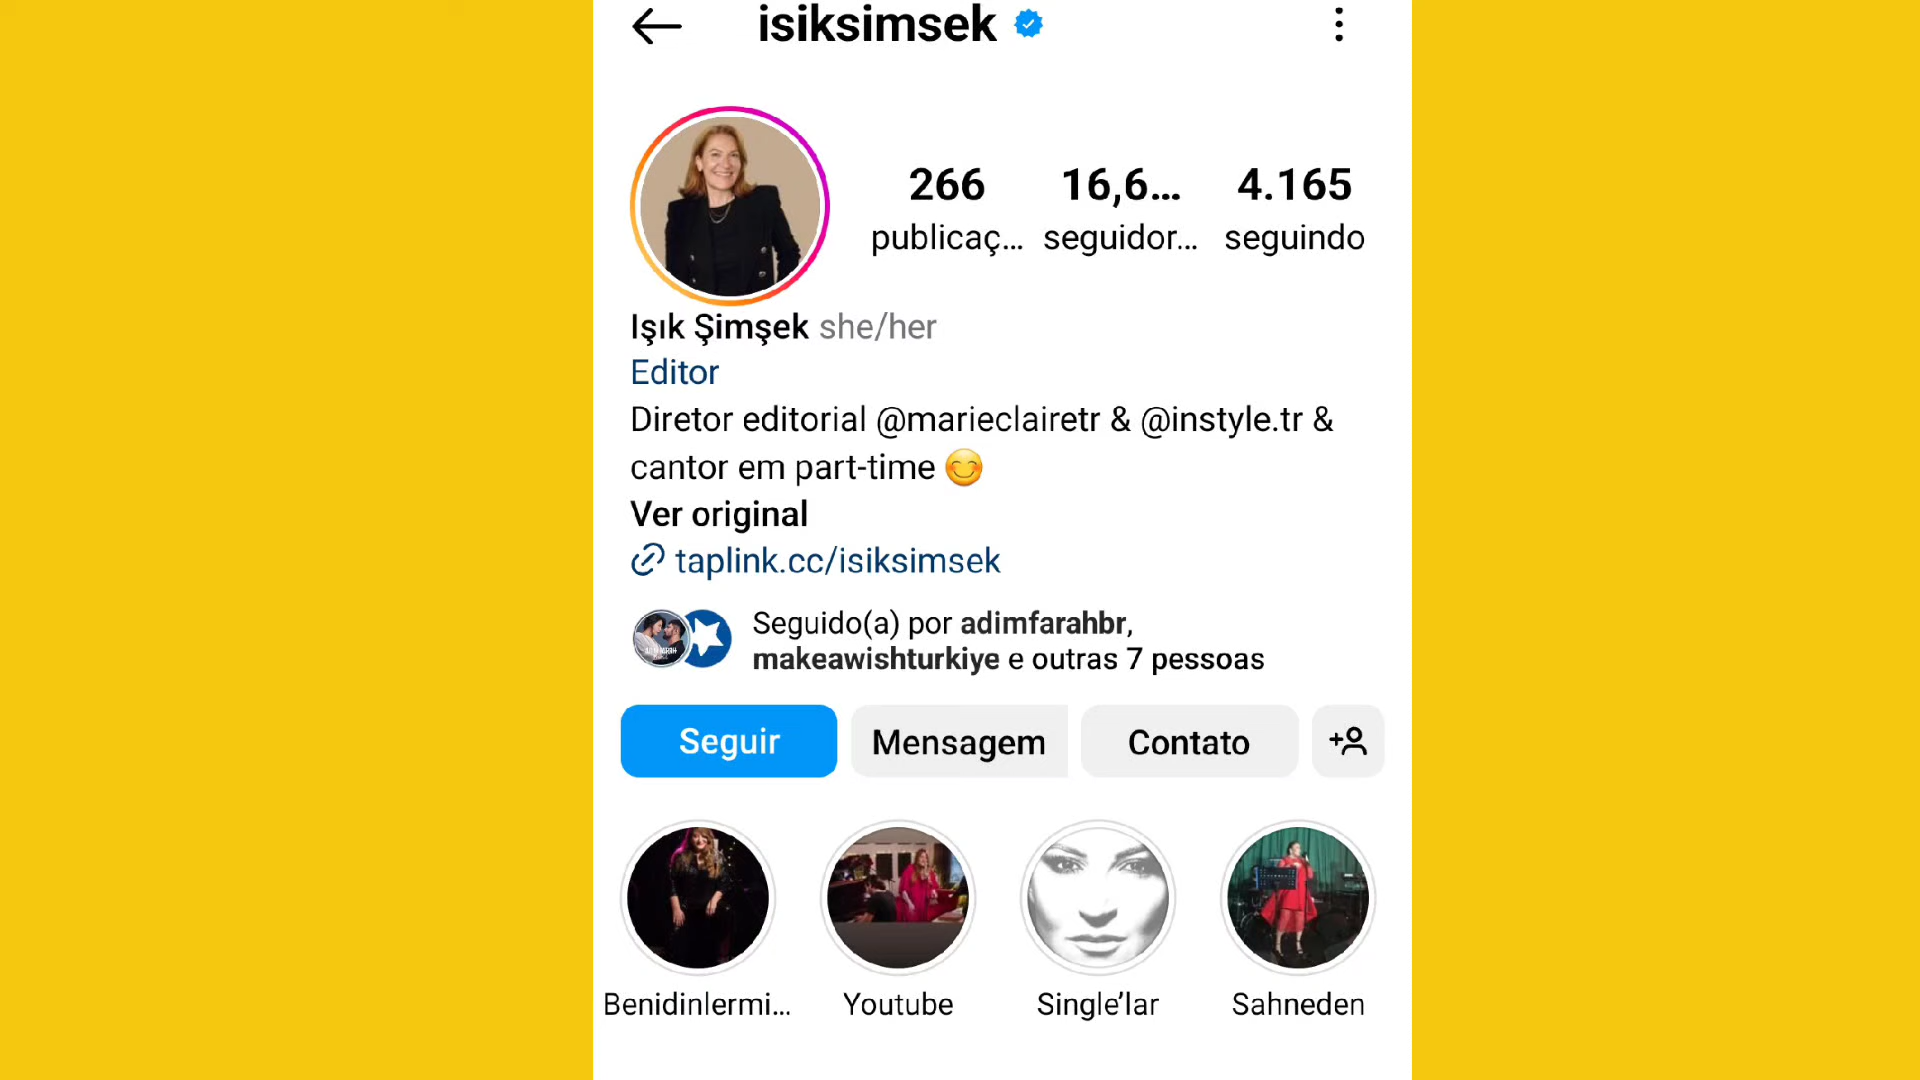 isiksimsek
266 16,6... 4.165
publicaç... seguidor... seguindo
Işık Şimşek she/her
Editor
Diretor editorial @marieclairetr & @instyle.tr &
cantor em part-time 😊
Ver original
taplink.cc/isiksimsek
Seguido(a) por adimfarahbr,
makeawishturkiye e outras 7 pessoas
Seguir Mensagem Contato
Benidinlermi... Youtube Single'lar Sahneden